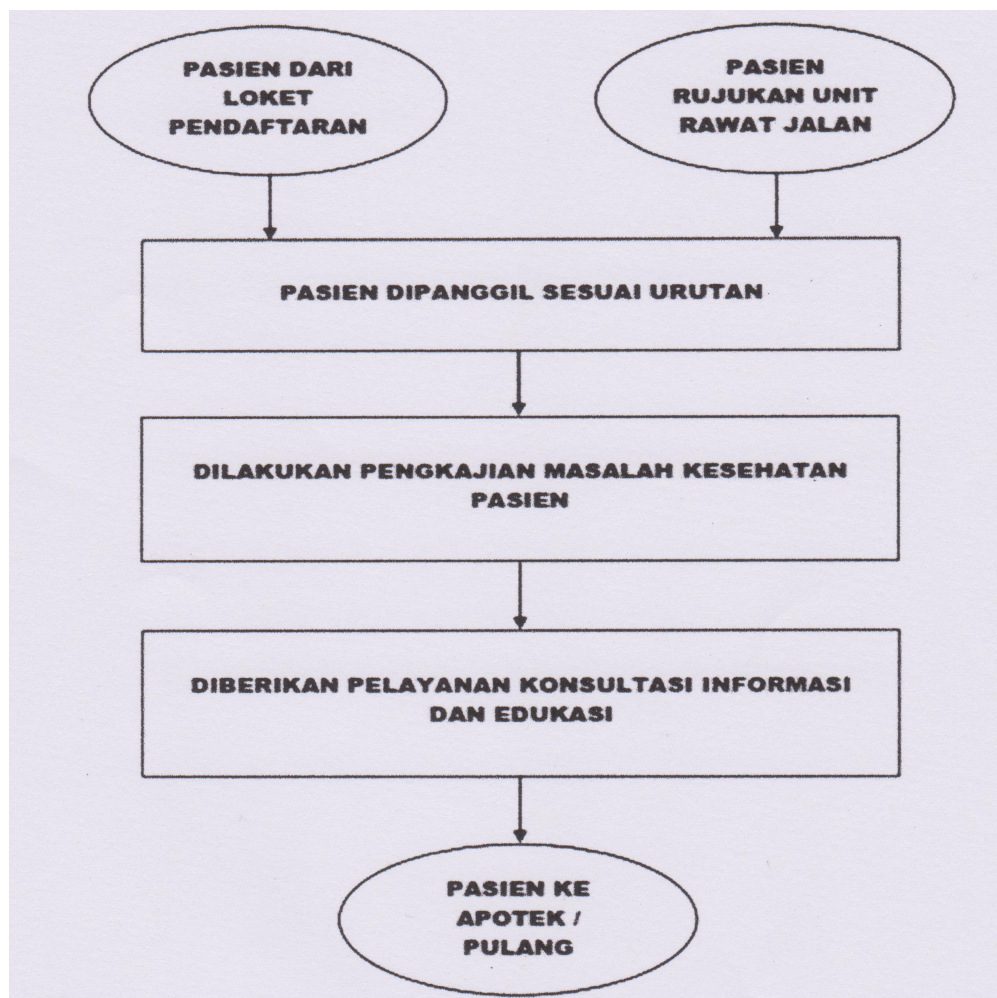 PASIEN DARI
LOKET
PENDAFTARAN
PASIEN
RUJUKAN UNIT
RAWAT JALAN
PASIEN DIPANGGIL SESUAI URUTAN
DILAKUKAN PENGKAJIAN MASALAH KESEHATAN
PASIEN
DIBERIKAN PELAYANAN KONSULTASI INFORMASI
DAN EDUKASI
PASIEN KE
APOTEK /
PULANG